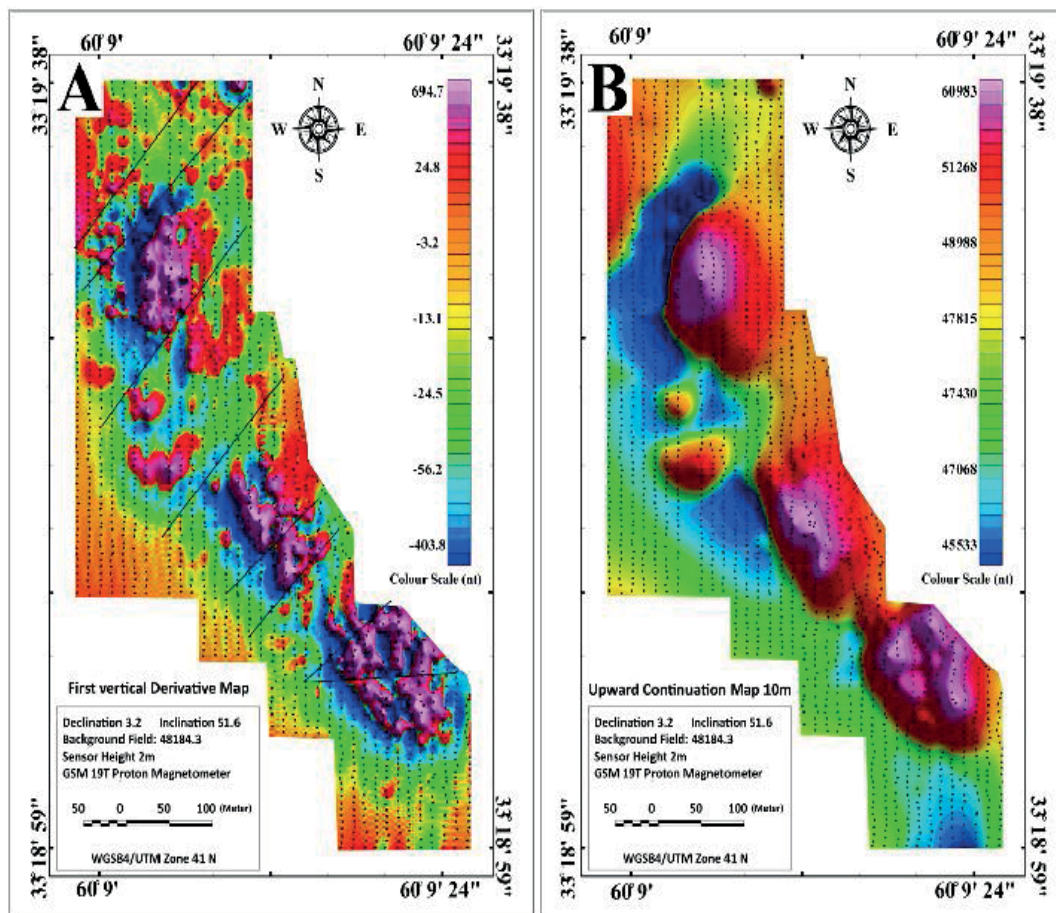 60°9' 60°9' 24"
33°19' 38" 33°19' 38"
A
N
W E
S
694.7
24.8
-3.2
-13.1
-24.5
-56.2
-403.8
Colour Scale (nt)
First vertical Derivative Map
Declination 3.2 Inclination 51.6
Background Field: 48184.3
Sensor Height 2m
GSM 19T Proton Magnetometer
50 0 50 100 (Meter)
WGSB4/UTM Zone 41 N
33°18' 59" 33°18' 59"
60°9' 60°9' 24"
60°9' 60°9' 24"
33°19' 38" 33°19' 38"
B
N
W E
S
60983
51268
48988
47815
47430
47068
45533
Colour Scale (nt)
Upward Continuation Map 10m
Declination 3.2 Inclination 51.6
Background Field: 48184.3
Sensor Height 2m
GSM 19T Proton Magnetometer
50 0 50 100 (Meter)
WGSB4/UTM Zone 41 N
33°18' 59" 33°18' 59"
60°9' 60°9' 24"